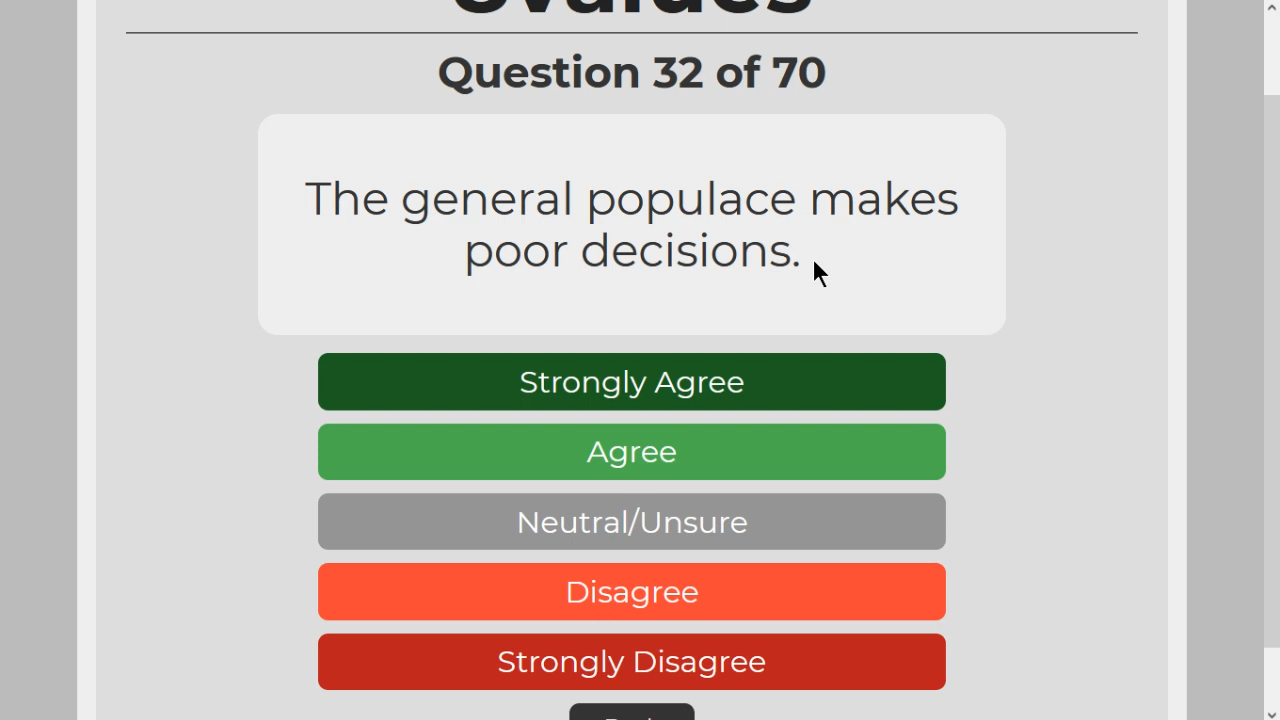 Question 32 of 70
The general populace makes
poor decisions.
Strongly Agree
Agree
Neutral/Unsure
Disagree
Strongly Disagree